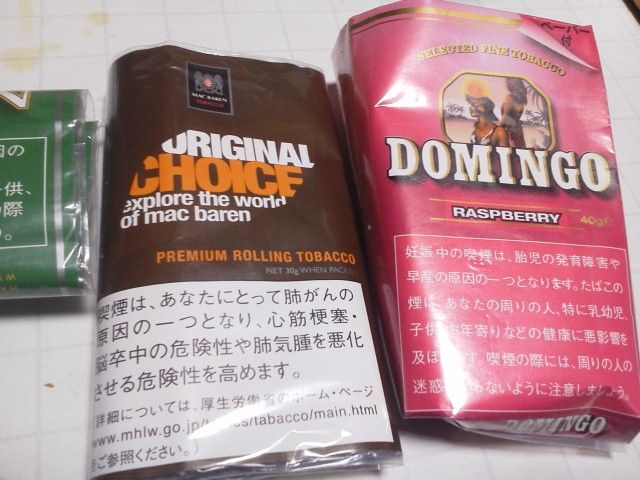 の
供、
の際
。
MAC BAREN
TOBACCO
ORIGINAL
CHOICE
explore the world
of mac baren
PREMIUM ROLLING TOBACCO
NET 30g WHEN PACKED
喫煙は、あなたにとって肺がんの
原因の一つとなり、心筋梗塞・
脳卒中の危険性や肺気腫を悪化
させる危険性を高めます。
詳細については、厚生労働省のホーム・ページ
www.mhlw.go.jp/topics/tabacco/main.html
をご参照ください。)
ペーパー
付
SELECTED FINE TOBACCO
DOMINGO
RASPBERRY
40g e
妊娠中の喫煙は、胎児の発育障害や
早産の原因の一つとなります。たばこの
煙は、あなたの周りの人、特に乳幼児、
子供、お年寄りなどの健康に悪影響を
及ぼします。喫煙の際には、周りの人の
迷惑にならないように注意しましょう。
DOMINGO